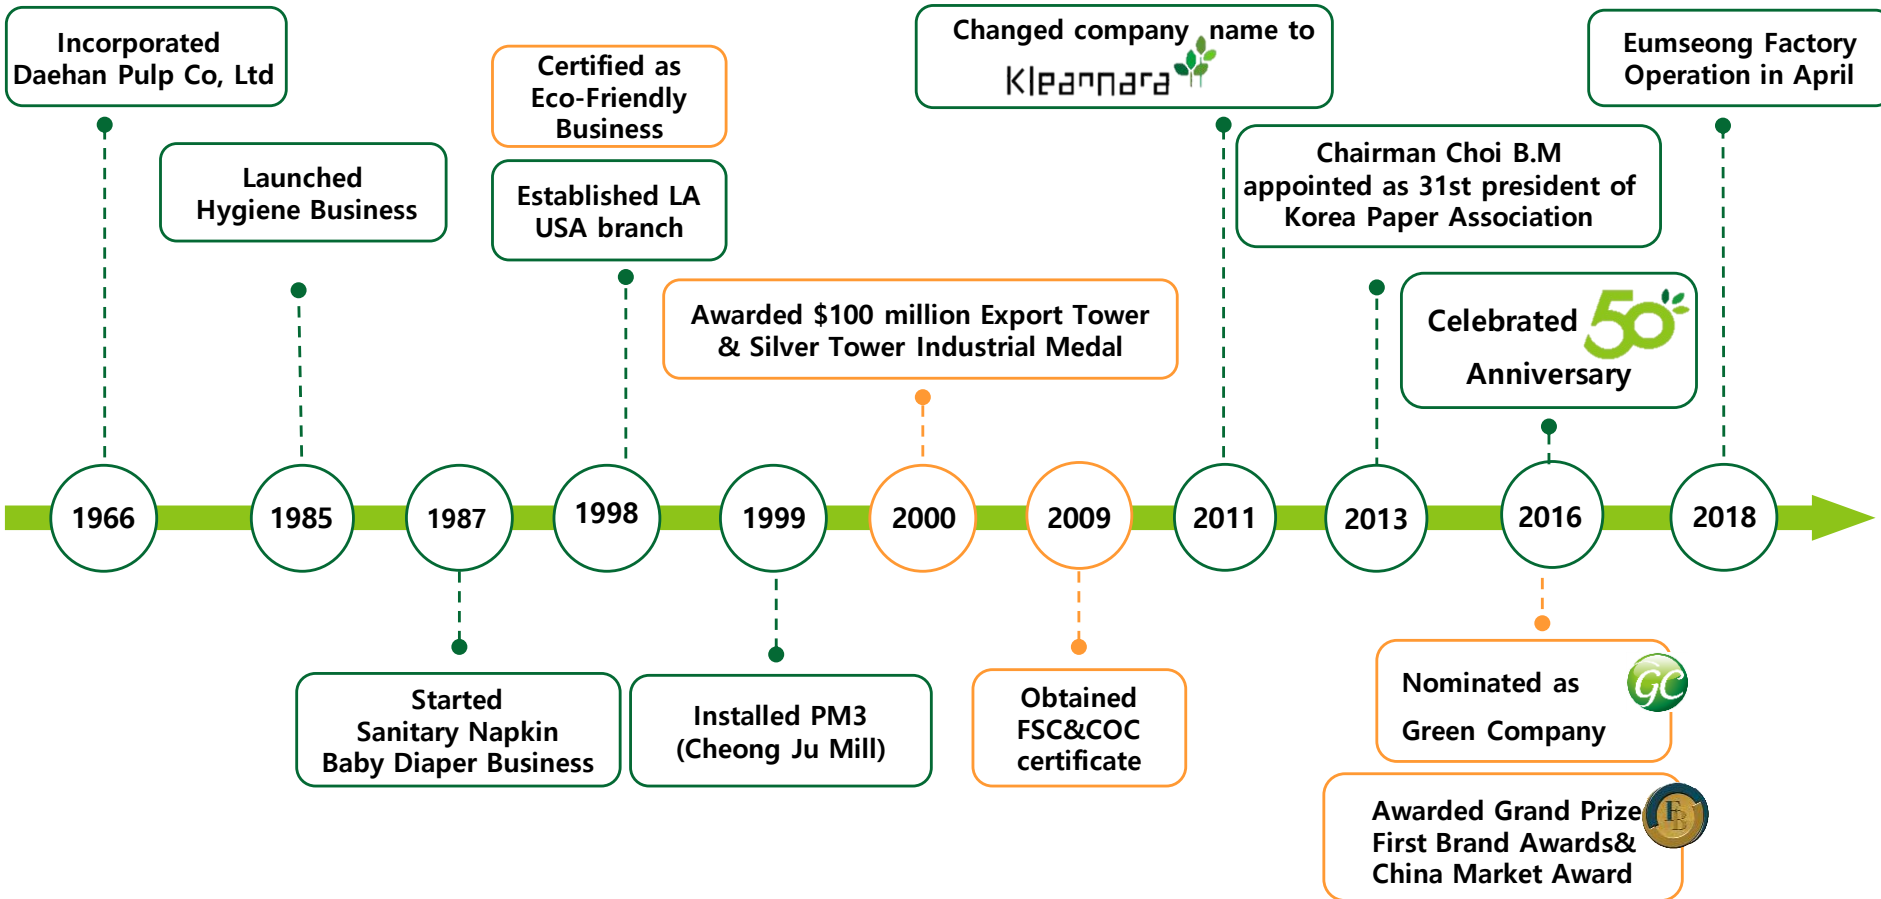 Incorporated
Daehan Pulp Co, Ltd
Launched
Hygiene Business
Certified as
Eco-Friendly
Business
Established LA
USA branch
Awarded $100 million Export Tower
& Silver Tower Industrial Medal
Changed company name to
Kleannara
Chairman Choi B.M
appointed as 31st president of
Korea Paper Association
Celebrated 50
Anniversary
Eumseong Factory
Operation in April
1966
1985
1987
1998
1999
2000
2009
2011
2013
2016
2018
Started
Sanitary Napkin
Baby Diaper Business
Installed PM3
(Cheong Ju Mill)
Obtained
FSC&COC
certificate
Nominated as
Green Company
GC
Awarded Grand Prize
First Brand Awards&
China Market Award
FB